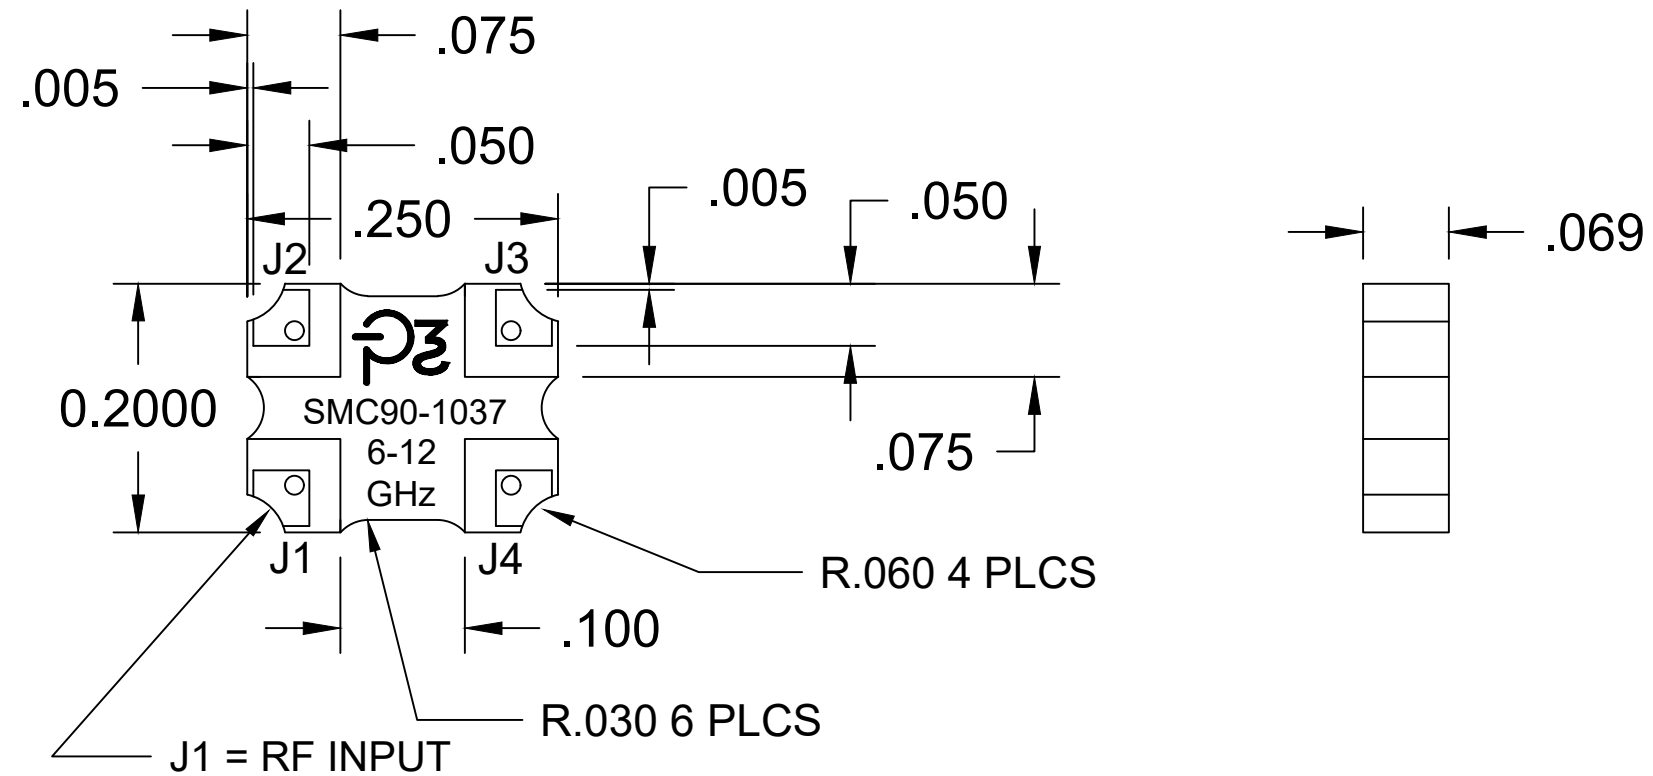 .075
.005
.050
.250
.005
.050
.069
J2
J3
0.2000
SMC90-1037
6-12
GHz
.075
J1
J4
R.060 4 PLCS
.100
R.030 6 PLCS
J1 = RF INPUT